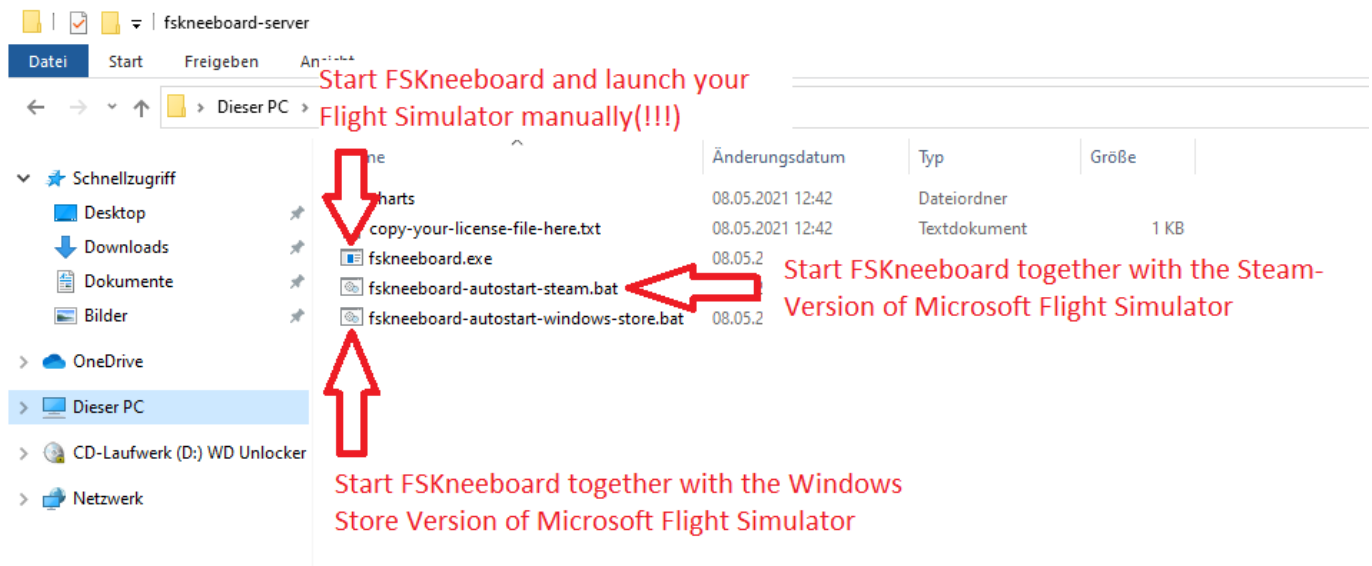 fskneeboard-server
Datei Start Freigeben
Start FSKneeboard and launch your
Flight Simulator manually(!!!)
Dieser PC
Änderungsdatum Typ Größe
Schnellzugriff
harts 08.05.2021 12:42 Dateiordner
Desktop
copy-your-license-file-here.txt 08.05.2021 12:42 Textdokument 1 KB
Downloads
fskneeboard.exe 08.05.2
Start FSKneeboard together with the Steam-
Version of Microsoft Flight Simulator
Dokumente
fskneeboard-autostart-steam.bat
Bilder
fskneeboard-autostart-windows-store.bat 08.05.2
OneDrive
Dieser PC
CD-Laufwerk (D:) WD Unlocker
Netzwerk
Start FSKneeboard together with the Windows
Store Version of Microsoft Flight Simulator